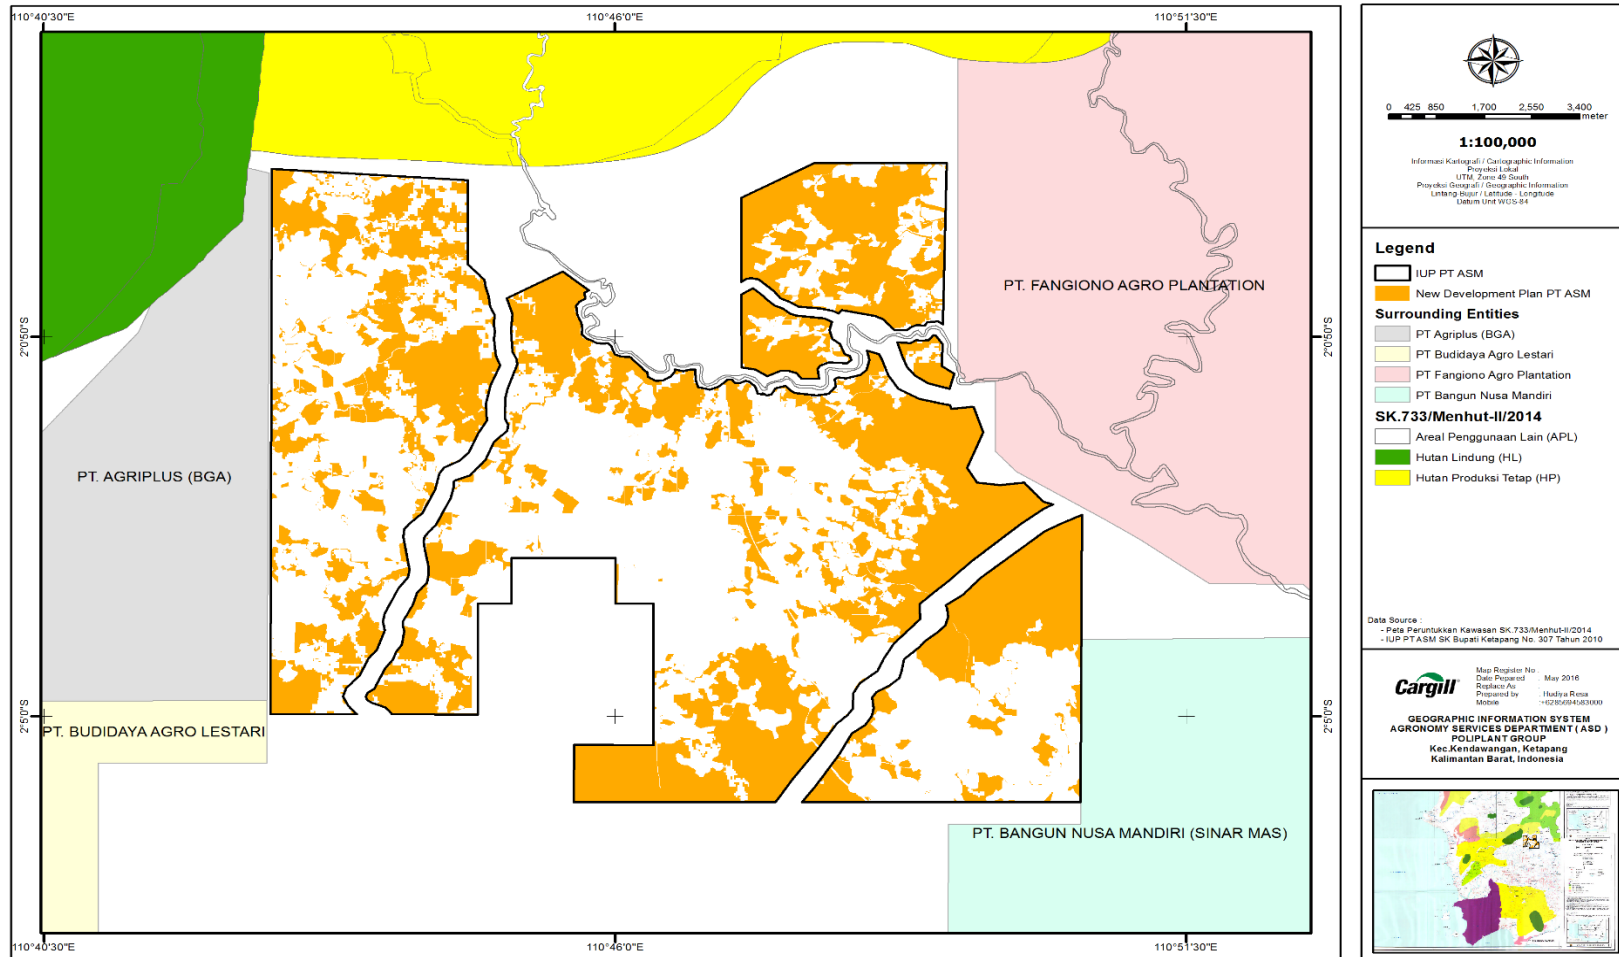 110°40'30"E
110°46'0"E
110°51'30"E
2°0'50"S
2°0'50"S
PT. FANGIONO AGRO PLANTATION
PT. AGRIPLUS (BGA)
2°5'0"S
2°5'0"S
PT. BUDIDAYA AGRO LESTARI
PT. BANGUN NUSA MANDIRI (SINAR MAS)
110°40'30"E
110°46'0"E
110°51'30"E
0 425 850 1,700 2,550 3,400
meter
1:100,000
Informasi Kartografi / Cartographic Information
Proyeksi Lokal
UTM, Zone 49 South
Proyeksi Geografi / Geographic Information
Lintang-Bujur / Latitude - Longitude
Datum Unit WGS-84
Legend
IUP PT ASM
New Development Plan PT ASM
Surrounding Entities
PT Agriplus (BGA)
PT Budidaya Agro Lestari
PT Fangiono Agro Plantation
PT Bangun Nusa Mandiri
SK.733/Menhut-II/2014
Areal Penggunaan Lain (APL)
Hutan Lindung (HL)
Hutan Produksi Tetap (HP)
Data Source :
- Peta Peruntukkan Kawasan SK.733/Menhut-II/2014
- IUP PT ASM SK Bupati Ketapang No. 307 Tahun 2010
Cargill
Map Register No :
Date Pepared : May 2016
Replace As :
Prepared by : Hudiya Resa
Mobile :+6285694583000
GEOGRAPHIC INFORMATION SYSTEM
AGRONOMY SERVICES DEPARTMENT ( ASD )
POLIPLANT GROUP
Kec.Kendawangan, Ketapang
Kalimantan Barat, Indonesia